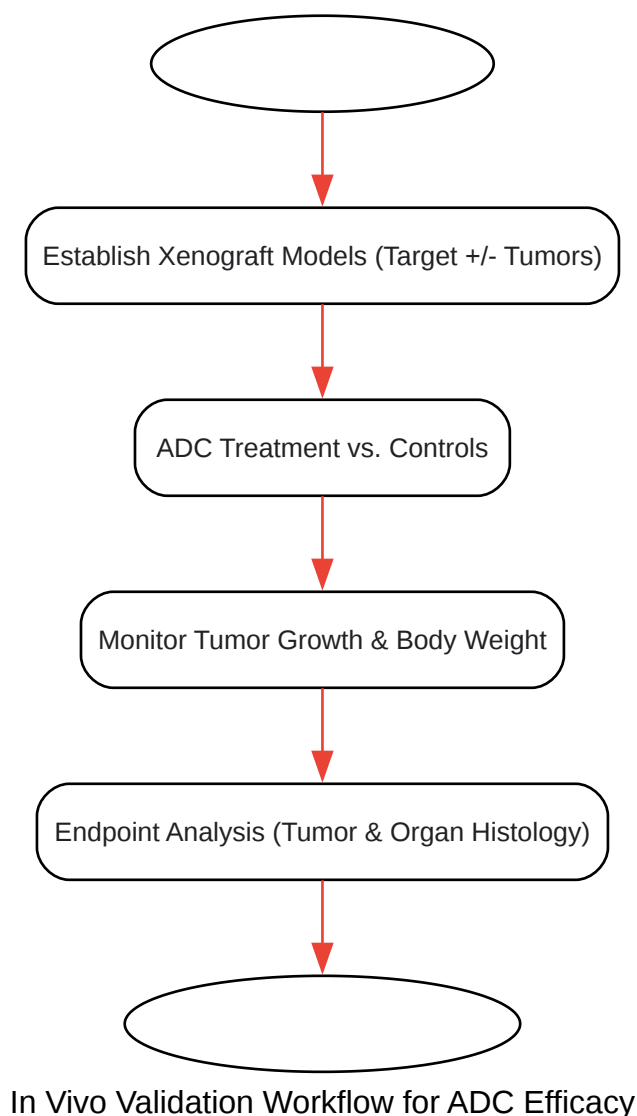 Establish Xenograft Models (Target +/- Tumors)
ADC Treatment vs. Controls
Monitor Tumor Growth & Body Weight
Endpoint Analysis (Tumor & Organ Histology)
In Vivo Validation Workflow for ADC Efficacy